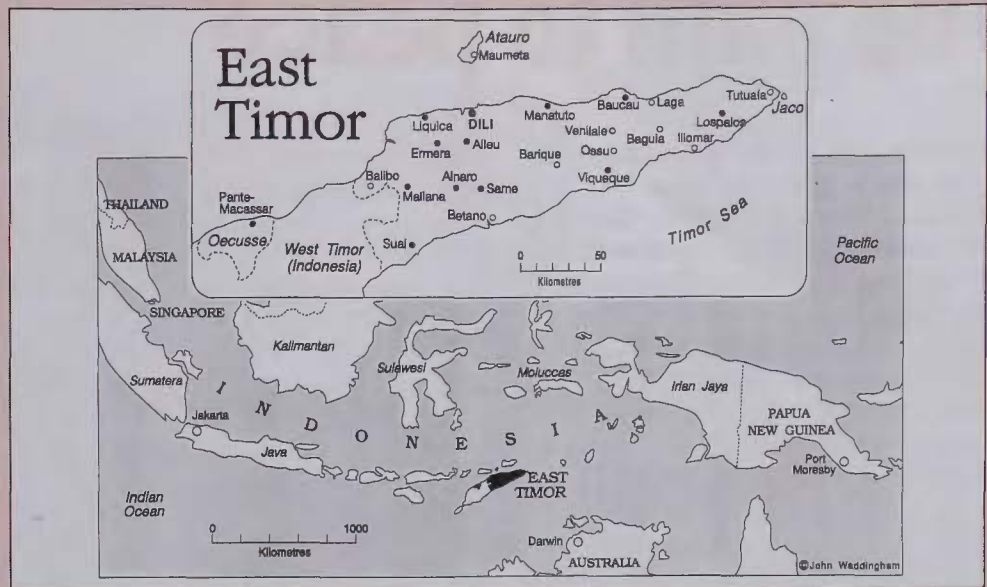 East
Timor
Atauro
Maumeta
Tutuala
Jaco
Baucau
Laga
Lospalos
Manatuto
DILI
Liquica
Venilale
Baguia
Iliomar
Ermera
Aileu
Ossu
Barique
Viqueque
Balibo
Ainaro
Maliana
Same
Pante-
Macassar
Betano
Oecusse
West Timor
(Indonesia)
Suai
Timor Sea
0 50
Kilometres
THAILAND
MALAYSIA
SINGAPORE
Pacific
Ocean
Kalimantan
Sumatera
Sulawesi
Moluccas
Irian Jaya
INDONESIA
Jakarta
Java
PAPUA
NEW GUINEA
Port
Moresby
EAST
TIMOR
Indian
Ocean
0 1000
Kilometres
Darwin
AUSTRALIA
©John Waddingham